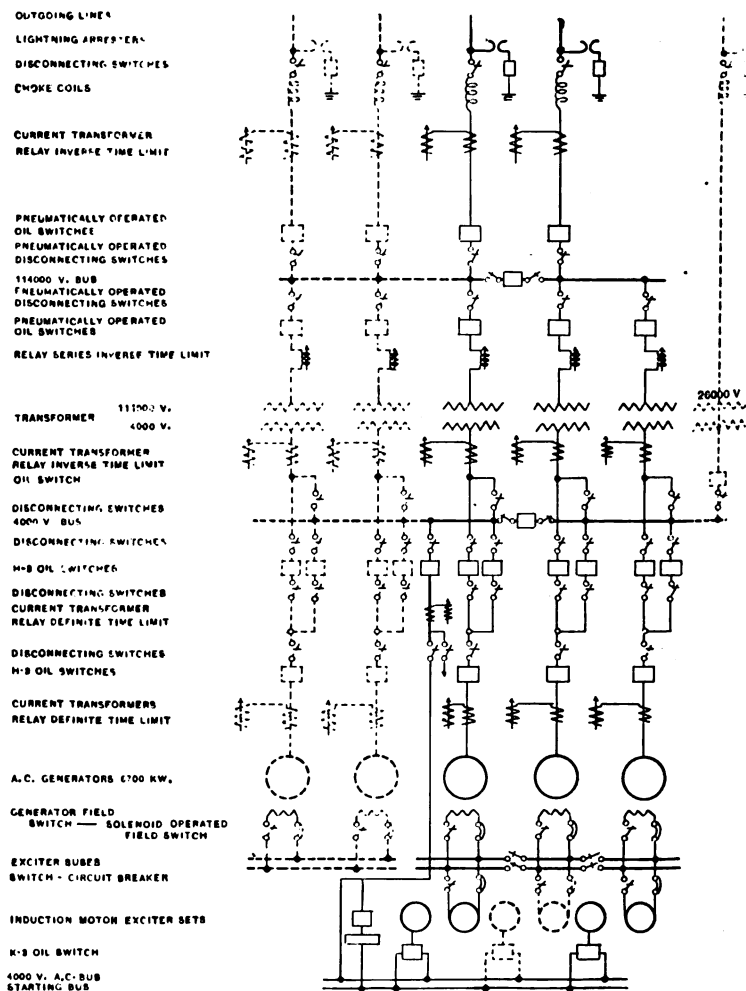 OUTGOING LINES
LIGHTNING ARRESTERS
DISCONNECTING SWITCHES
CHOKE COILS
CURRENT TRANSFORMER
RELAY INVERSE TIME LIMIT
PNEUMATICALLY OPERATED
OIL SWITCHES
PNEUMATICALLY OPERATED
DISCONNECTING SWITCHES
114000 V. BUS
PNEUMATICALLY OPERATED
DISCONNECTING SWITCHES
PNEUMATICALLY OPERATED
OIL SWITCHES
RELAY SERIES INVERSE TIME LIMIT
26000 V
TRANSFORMER
4000 V.
CURRENT TRANSFORMER
RELAY INVERSE TIME LIMIT
OIL SWITCH
DISCONNECTING SWITCHES
4000 V. BUS
DISCONNECTING SWITCHES
H-3 OIL SWITCHES
DISCONNECTING SWITCHES
CURRENT TRANSFORMER
RELAY DEFINITE TIME LIMIT
DISCONNECTING SWITCHES
H-3 OIL SWITCHES
CURRENT TRANSFORMERS
RELAY DEFINITE TIME LIMIT
A.C. GENERATORS KW.
GENERATOR FIELD
SWITCH — SOLENOID OPERATED
FIELD SWITCH
EXCITER BUSES
SWITCH - CIRCUIT BREAKER
INDUCTION MOTOR EXCITER SETS
K-3 OIL SWITCH
4000 V. A.C. BUS
STARTING BUS